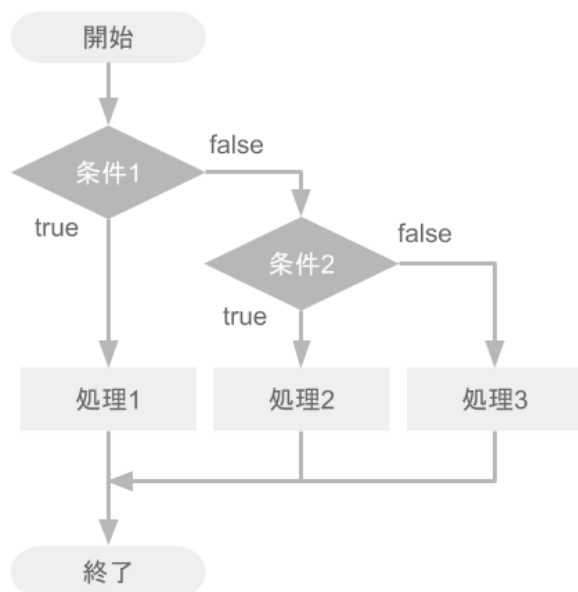 開始
条件1
false
true
条件2
false
true
処理1
処理2
処理3
終了